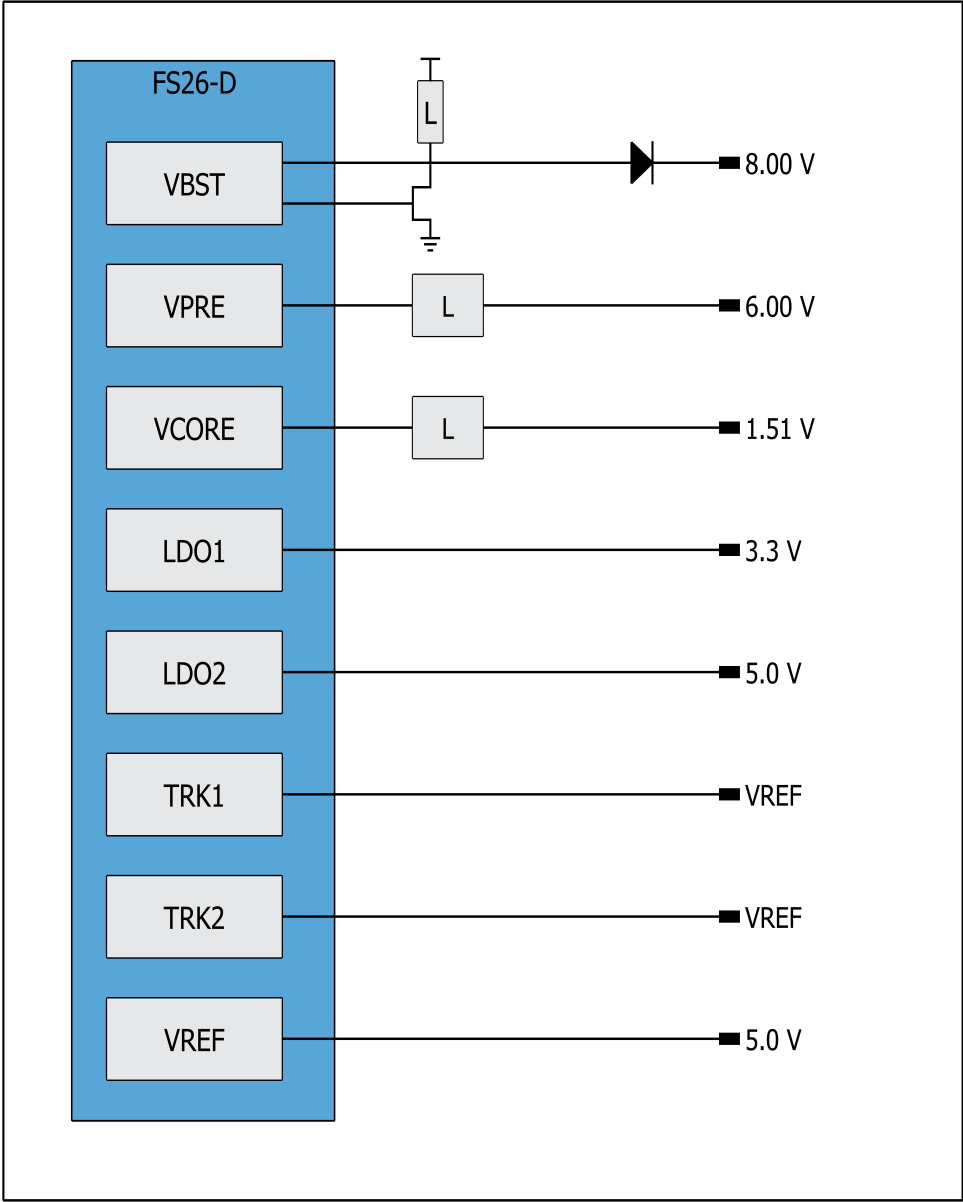 FS26-D
L
VBST
8.00 V
VPRE
L
6.00 V
VCORE
L
1.51 V
LDO1
3.3 V
LDO2
5.0 V
TRK1
VREF
TRK2
VREF
VREF
5.0 V